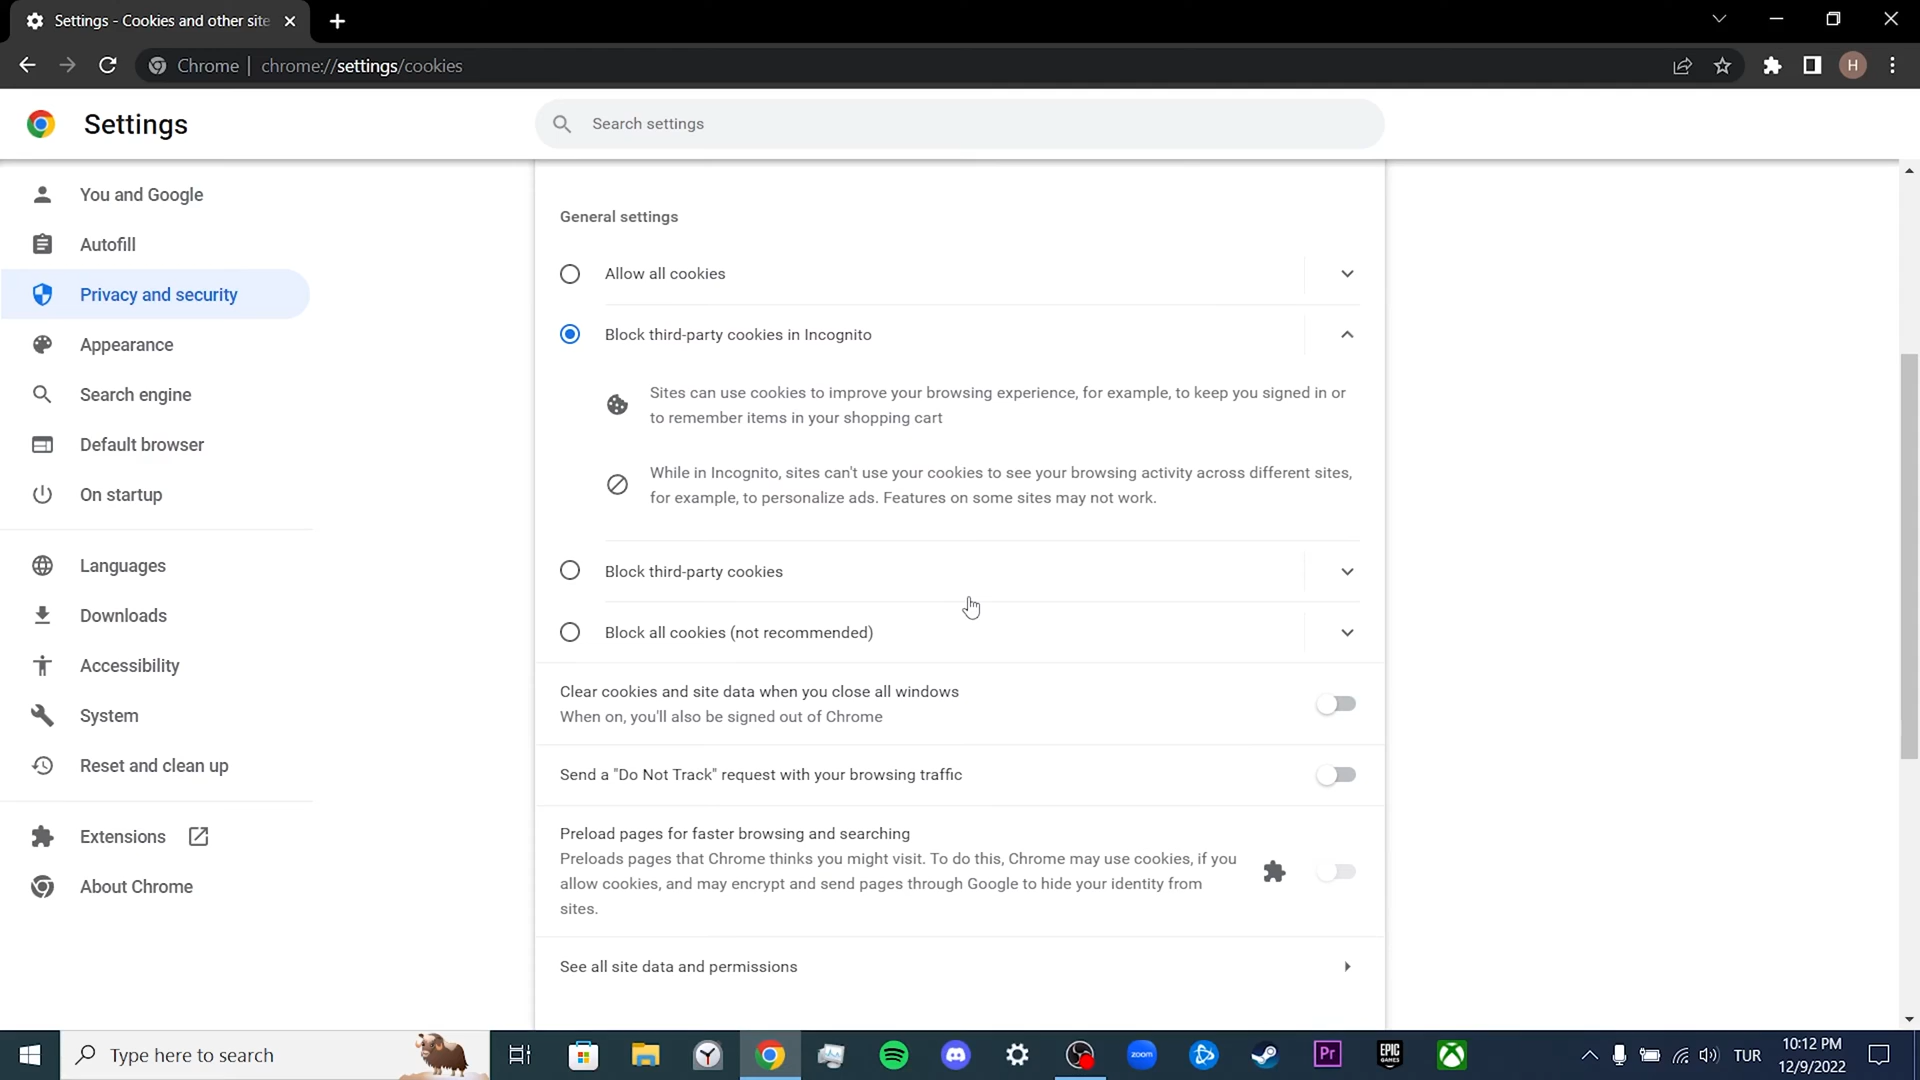 Settings - Cookies and other site
Chrome | chrome://settings/cookies
H
Settings
Search settings
You and Google
Autofill
Privacy and security
Appearance
Search engine
Default browser
On startup
Languages
Downloads
Accessibility
System
Reset and clean up
Extensions
About Chrome
General settings
Allow all cookies
Block third-party cookies in Incognito
Sites can use cookies to improve your browsing experience, for example, to keep you signed in or
to remember items in your shopping cart
While in Incognito, sites can't use your cookies to see your browsing activity across different sites,
for example, to personalize ads. Features on some sites may not work.
Block third-party cookies
Block all cookies (not recommended)
Clear cookies and site data when you close all windows
When on, you'll also be signed out of Chrome
Send a "Do Not Track" request with your browsing traffic
Preload pages for faster browsing and searching
Preloads pages that Chrome thinks you might visit. To do this, Chrome may use cookies, if you
allow cookies, and may encrypt and send pages through Google to hide your identity from
sites.
See all site data and permissions
Type here to search
zoom
Pr
EPIC
GAMES
TUR
10:12 PM
12/9/2022